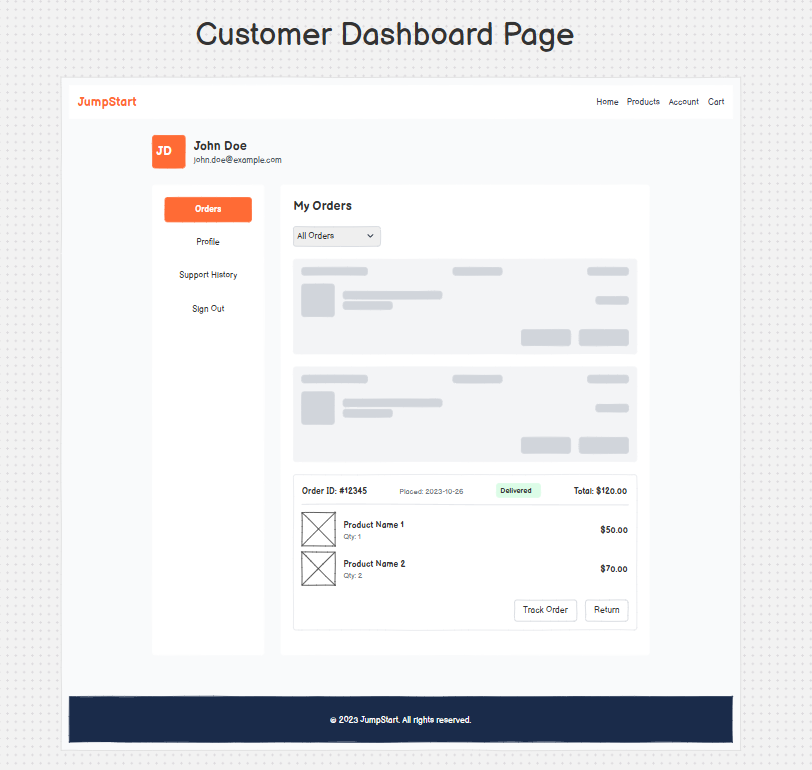 Customer Dashboard Page
JumpStart
Home Products Account Cart
JD
John Doe
john.doe@example.com
Orders
Profile
Support History
Sign Out
My Orders
All Orders
Order ID: #12345 Placed: 2023-10-26 Delivered Total: $120.00
Product Name 1 $50.00
Qty: 1
Product Name 2 $70.00
Qty: 2
Track Order Return
© 2023 JumpStart. All rights reserved.